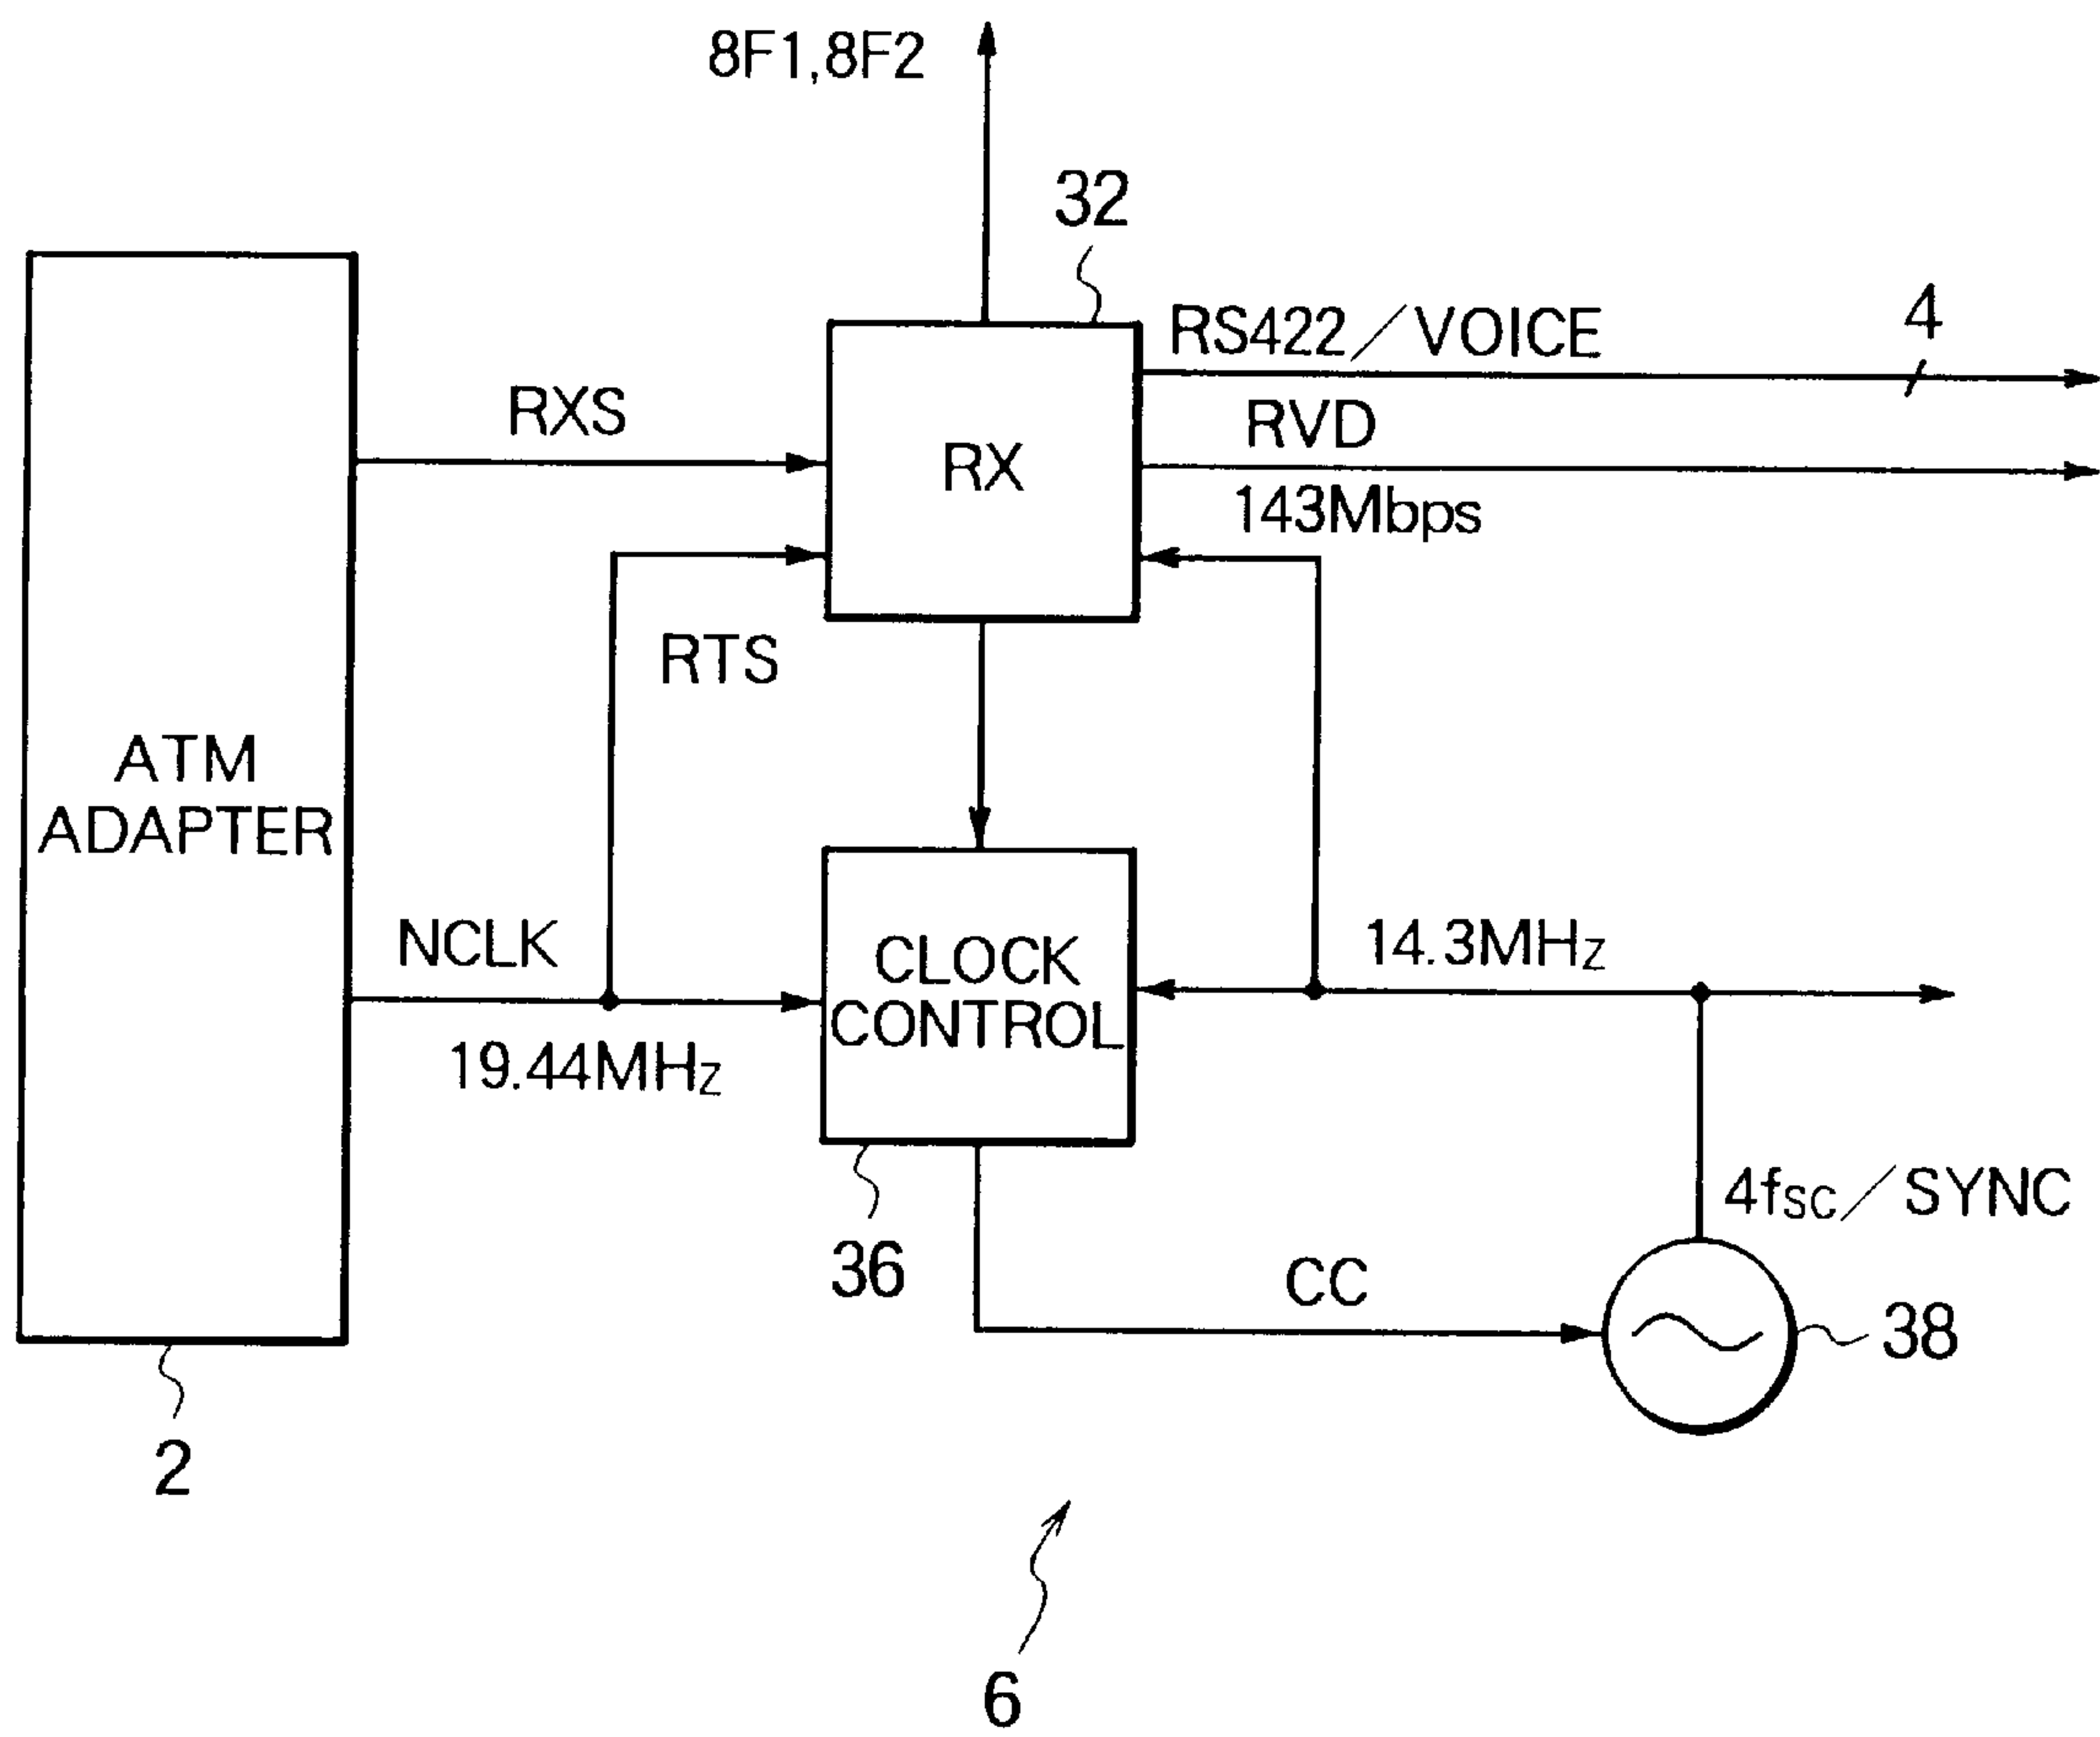 8F1,8F2
32
RS422/VOICE
4
RXS
RVD
RX
143Mbps
RTS
ATM
ADAPTER
NCLK
CLOCK
CONTROL
14.3MHz
19.44MHz
4fsc/SYNC
36
CC
38
2
6